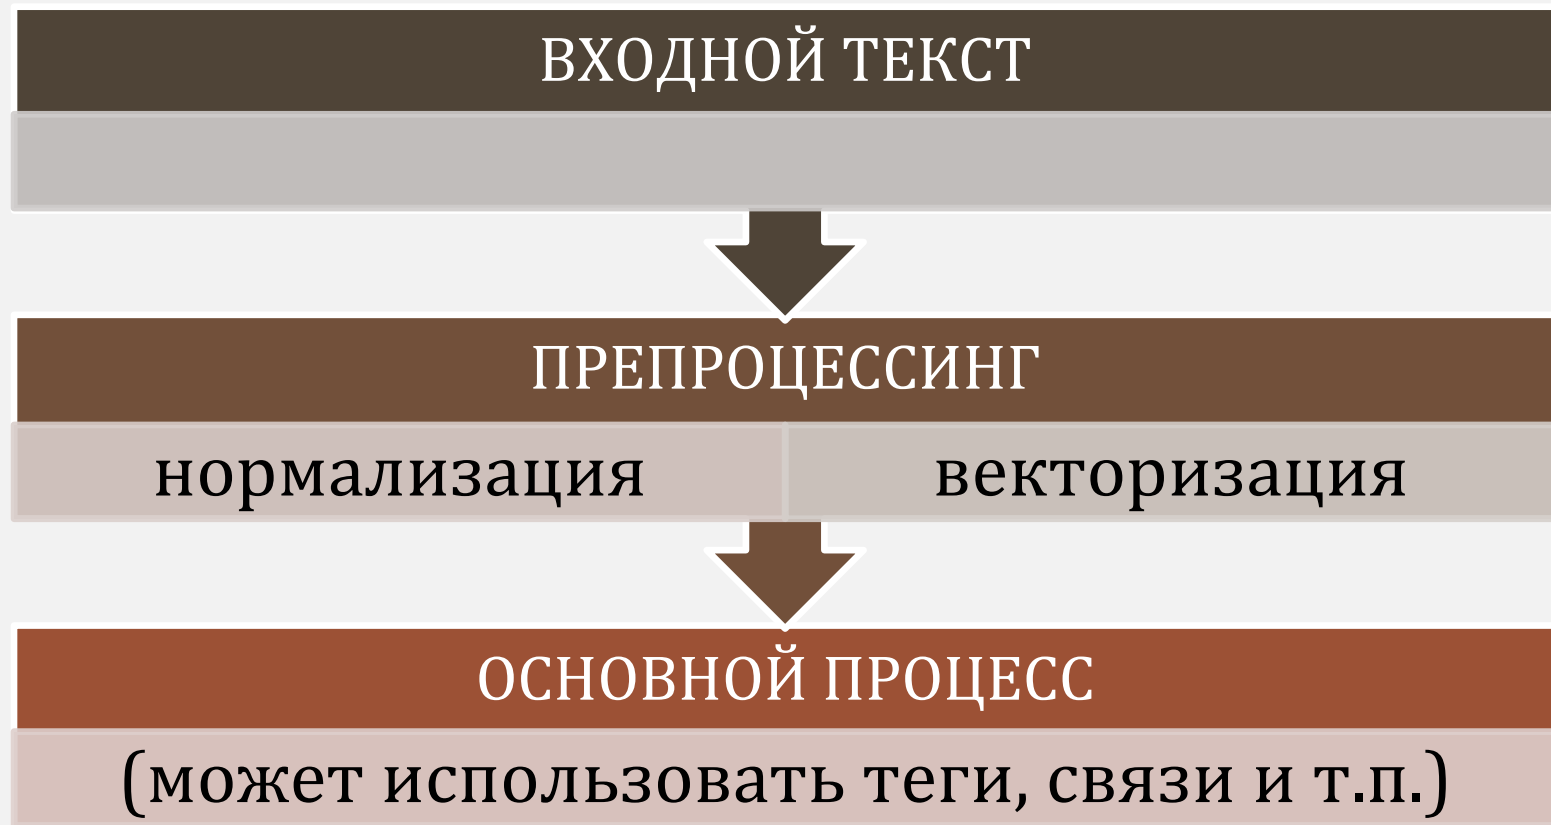 ВХОДНОЙ ТЕКСТ
ПРЕПРОЦЕССИНГ
нормализация
векторизация
ОСНОВНОЙ ПРОЦЕСС
(может использовать теги, связи и т.п.)